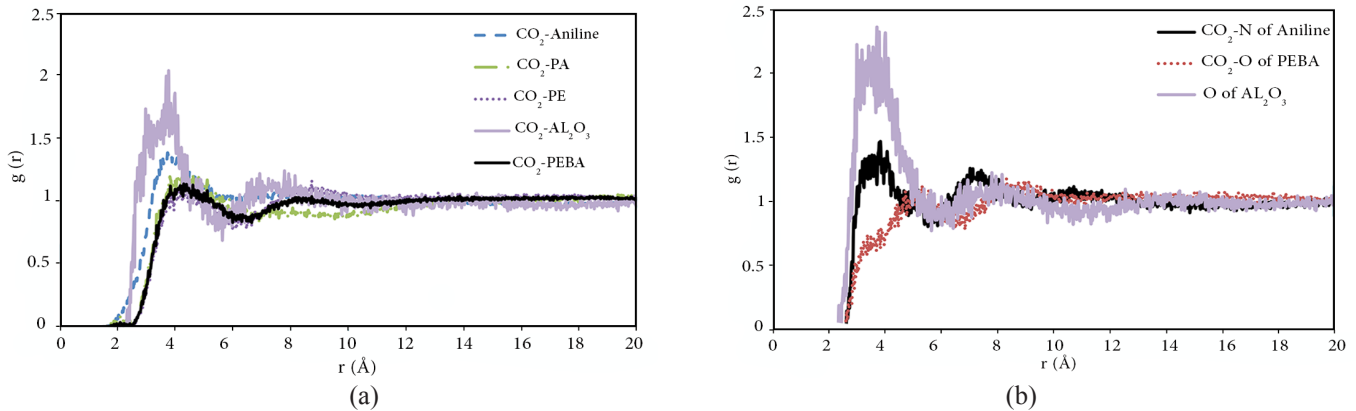 2.5
2
1.5
1
0.5
0
g (r)
0
2
4
6
8
10
12
14
16
18
20
r (Å)
CO2-Aniline
CO2-PA
CO2-PE
CO2-AL2O3
CO2-PEBA
(a)
2.5
2
1.5
1
0.5
0
g (r)
0
2
4
6
8
10
12
14
16
18
20
r (Å)
CO2-N of Aniline
CO2-O of PEBA
O of AL2O3
(b)